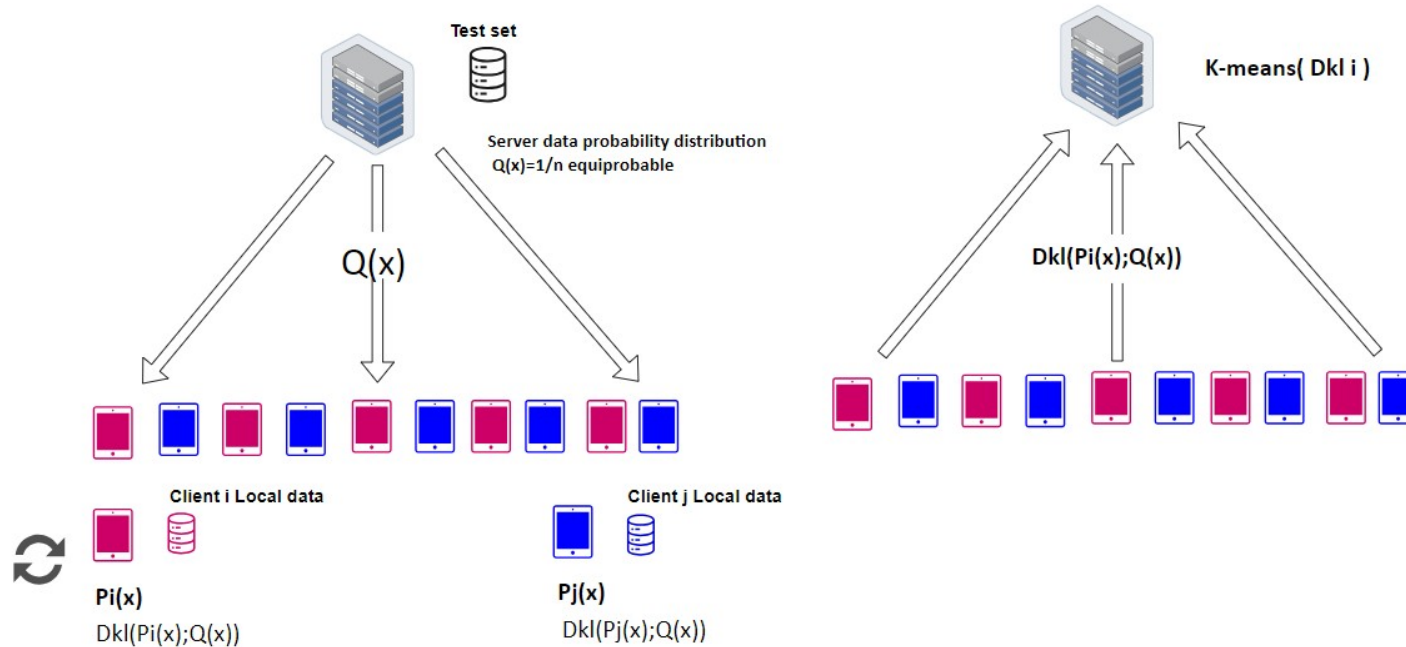 Test set
Server data probability distribution
Q(x)=1/n equiprobable
Q(x)
Client i Local data
Client j Local data
Pi(x)
Dkl(Pi(x);Q(x))
Pj(x)
Dkl(Pj(x);Q(x))
K-means( Dkl i )
Dkl(Pi(x);Q(x))